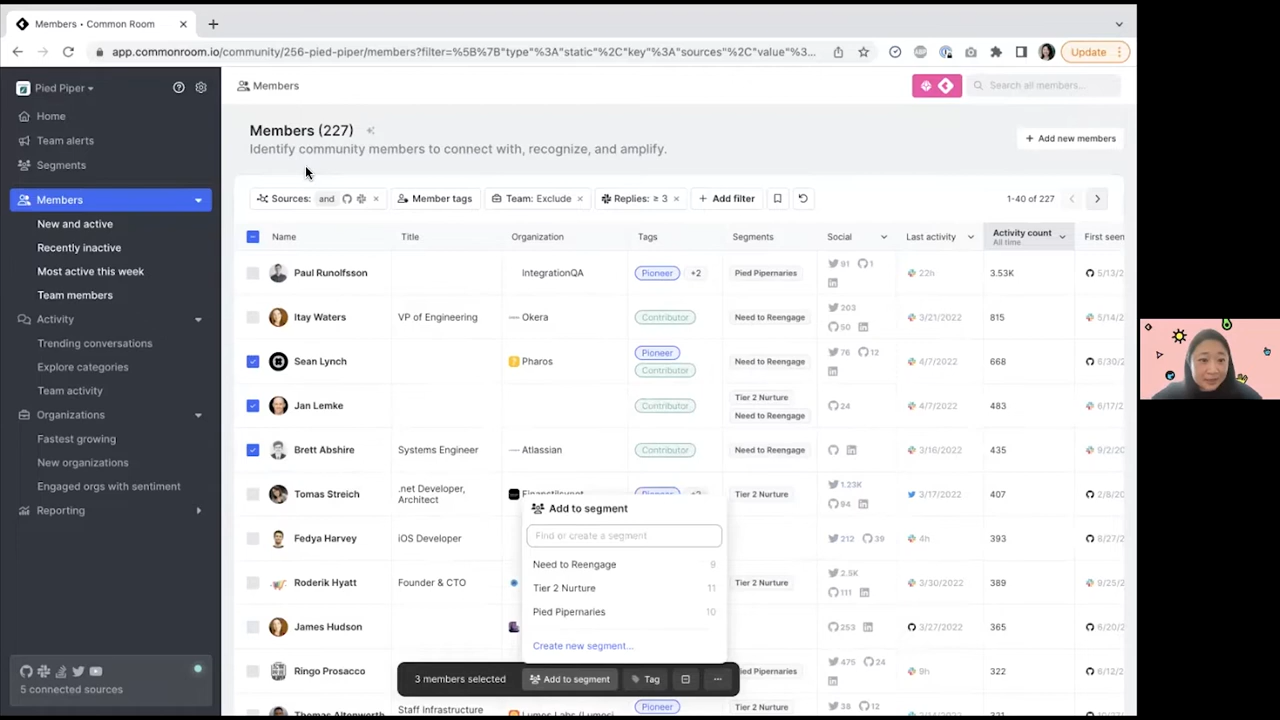 Members • Common Room
app.commonroom.io/community/256-pied-piper/members?filter=%5B%7B"type"%3A"static"%2C"key"%3A"sources"%2C"value"%3...
Update
Pied Piper
Home
Team alerts
Segments
Members
New and active
Recently inactive
Most active this week
Team members
Activity
Trending conversations
Explore categories
Team activity
Organizations
Fastest growing
New organizations
Engaged orgs with sentiment
Reporting
5 connected sources
Members
Search all members...
Members (227)
Identify community members to connect with, recognize, and amplify.
+ Add new members
Sources: and
Member tags
Team: Exclude
Replies: ≥ 3
+ Add filter
1-40 of 227
Name Title Organization Tags Segments Social Last activity Activity count All time First seen
Paul Runolfsson IntegrationQA Pioneer +2 Pied Pipernaries 91 1 22h 3.53K 5/13/2
Itay Waters VP of Engineering Okera Contributor Need to Reengage 203 50 3/21/2022 815 5/14/2
Sean Lynch Pharos Pioneer Contributor Need to Reengage 76 12 4/7/2022 668 6/30/2
Jan Lemke Contributor Tier 2 Nurture Need to Reengage 24 4/7/2022 483 6/17/2
Brett Abshire Systems Engineer Atlassian Contributor Need to Reengage 3/16/2022 435 9/2/20
Tomas Streich .net Developer, Architect Tier 2 Nurture 1.23K 94 3/17/2022 407 2/8/20
Fedya Harvey iOS Developer 212 39 4h 393 8/27/2
Roderik Hyatt Founder & CTO Tier 2 Nurture 2.5K 111 3/30/2022 389 9/25/2
James Hudson 253 3/27/2022 365 6/20/2
Ringo Prosacco ied Pipernaries 475 24 9h 322 6/12/2
Staff Infrastructure Pioneer 38 12
Add to segment
Find or create a segment
Need to Reengage 9
Tier 2 Nurture 11
Pied Pipernaries 10
Create new segment...
3 members selected
Add to segment
Tag